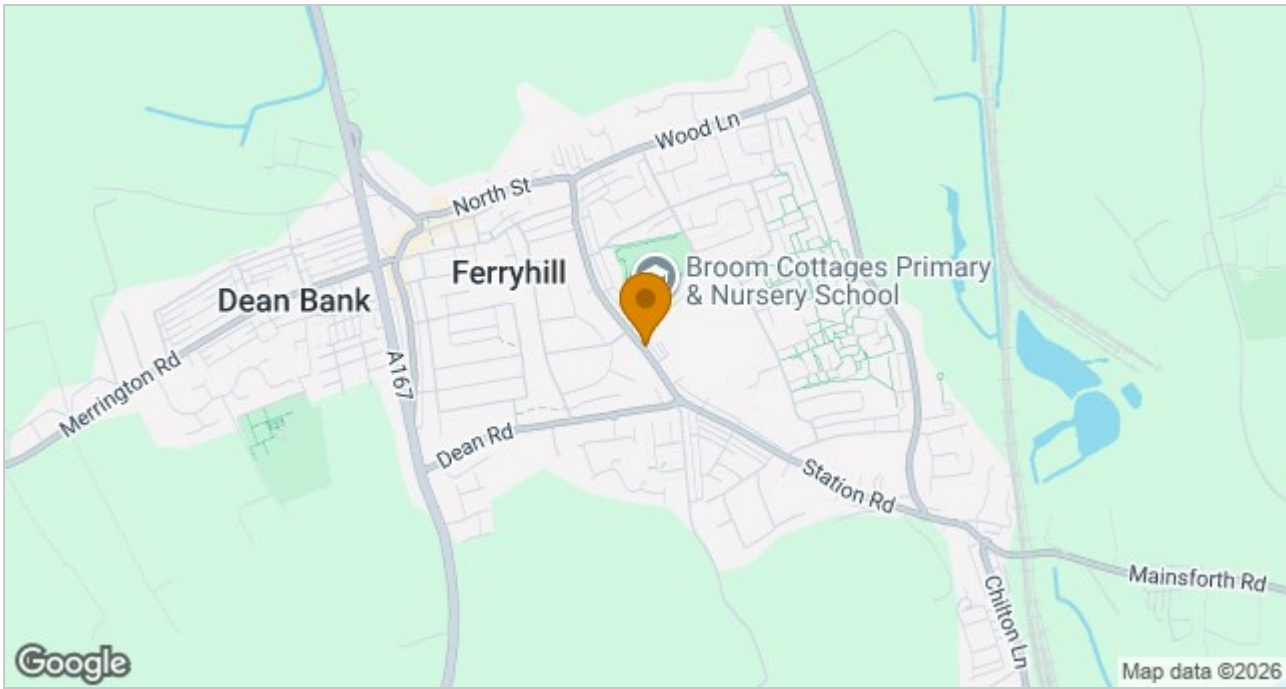 Wood Ln
North St
Broom Cottages Primary
& Nursery School
Ferryhill
Dean Bank
Merrington Rd
A167
Dean Rd
Station Rd
Mainsforth Rd
Chilton Ln
Google
Map data ©2026